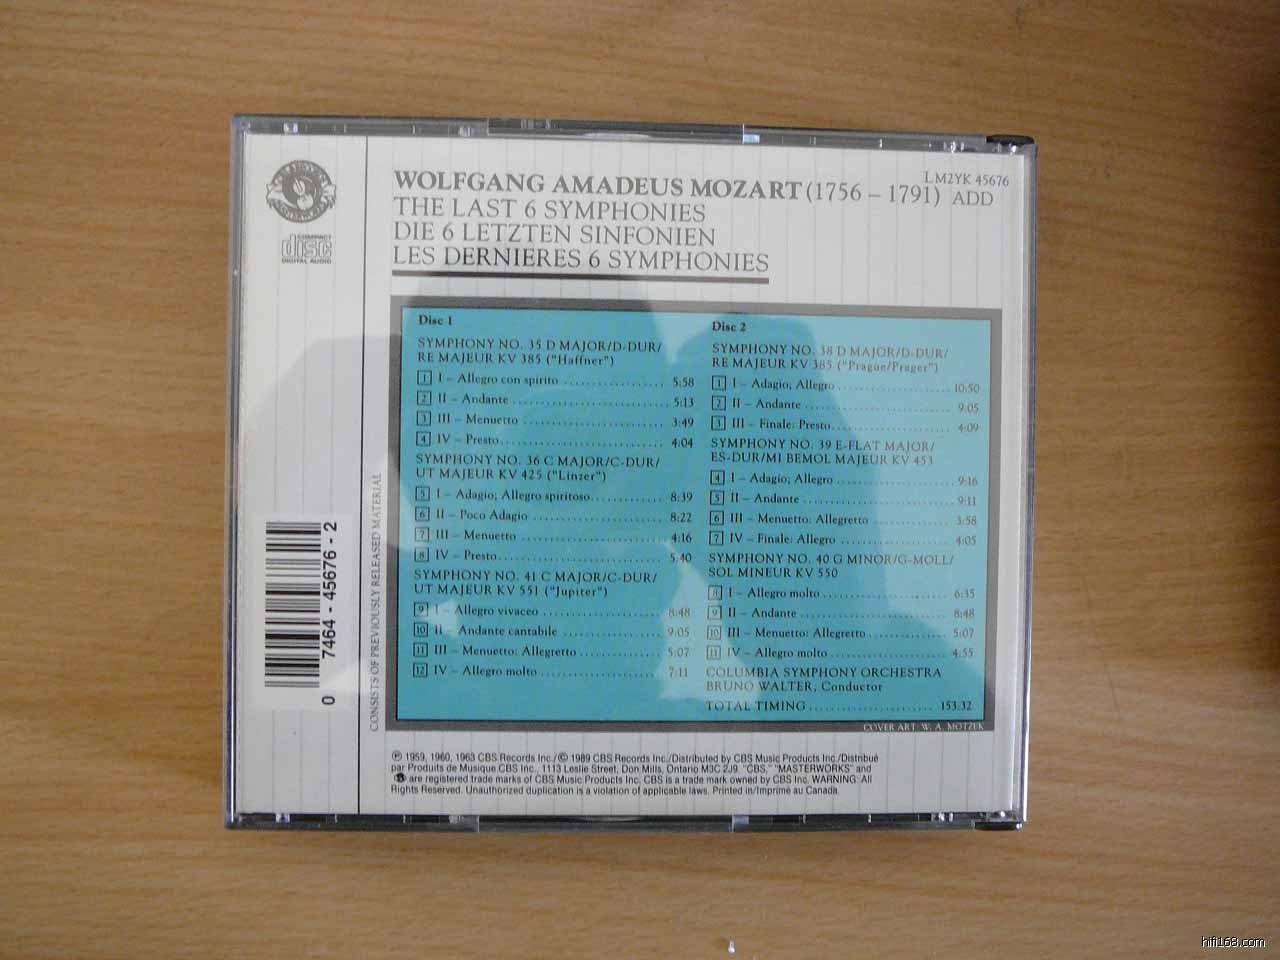 L M2YK 45676
WOLFGANG AMADEUS MOZART (1756 – 1791) ADD
THE LAST 6 SYMPHONIES
DIE 6 LETZTEN SINFONIEN
LES DERNIERES 6 SYMPHONIES
COMPACT
disc
DIGITAL AUDIO
CONSISTS OF PREVIOUSLY RELEASED MATERIAL
0 7464-45676-2
Disc 1
SYMPHONY NO. 35 D MAJOR/D-DUR/
RE MAJEUR KV 385 ("Haffner")
1 I – Allegro con spirito 5:58
2 II – Andante 5:13
3 III – Menuetto 3:49
4 IV – Presto 4:04
SYMPHONY NO. 36 C MAJOR/C-DUR/
UT MAJEUR KV 425 ("Linzer")
5 I – Adagio; Allegro spiritoso 8:39
6 II – Poco Adagio 8:22
7 III – Menuetto 4:16
8 IV – Presto 5:40
SYMPHONY NO. 41 C MAJOR/C-DUR/
UT MAJEUR KV 551 ("Jupiter")
9 I – Allegro vivaceo 8:48
10 II – Andante cantabile 9:05
11 III – Menuetto: Allegretto 5:07
12 IV – Allegro molto 7:11
Disc 2
SYMPHONY NO. 38 D MAJOR/D-DUR/
RE MAJEUR KV 385 ("Prague/Prager")
1 I – Adagio; Allegro 10:50
2 II – Andante 9:05
3 III – Finale: Presto 4:09
SYMPHONY NO. 39 E-FLAT MAJOR/
ES-DUR/MI BEMOL MAJEUR KV 453
4 I – Adagio; Allegro 9:16
5 II – Andante 9:11
6 III – Menuetto: Allegretto 3:58
7 IV – Finale: Allegro 4:05
SYMPHONY NO. 40 G MINOR/G-MOLL/
SOL MINEUR KV 550
8 I – Allegro molto 6:35
9 II – Andante 8:48
10 III – Menuetto: Allegretto 5:07
11 IV – Allegro molto 4:55
COLUMBIA SYMPHONY ORCHESTRA
BRUNO WALTER, Conductor
TOTAL TIMING 153:32
COVER ART: W. A. MOTZEK
Ⓟ 1959, 1960, 1963 CBS Records Inc./© 1989 CBS Records Inc./Distributed by CBS Music Products Inc./Distribué
par Produits de Musique CBS Inc., 1113 Leslie Street, Don Mills, Ontario M3C 2J9. "CBS," "MASTERWORKS" and
are registered trade marks of CBS Music Products Inc. CBS is a trade mark owned by CBS Inc. WARNING: All
Rights Reserved. Unauthorized duplication is a violation of applicable laws. Printed in/Imprimé au Canada.
hifi168.com